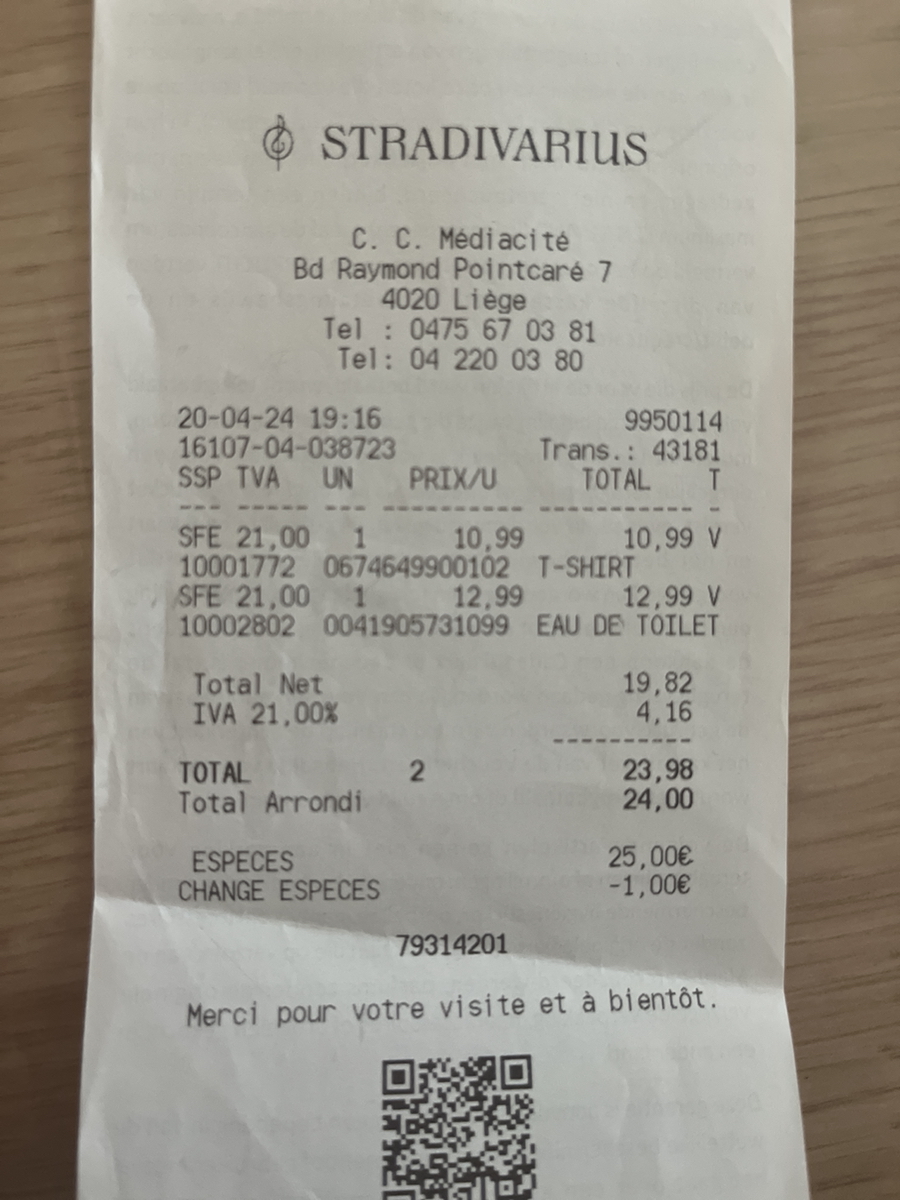 STRADIVARIUS
C. C. Médiacité
Bd Raymond Pointcaré 7
4020 Liège
Tel : 0475 67 03 81
Tel: 04 220 03 80
20-04-24 19:16 9950114
16107-04-038723 Trans.: 43181
SSP TVA UN PRIX/U TOTAL T
--- ----- --- ---------- ----------- -
SFE 21,00 1 10,99 10,99 V
10001772 0674649900102 T-SHIRT
SFE 21,00 1 12,99 12,99 V
10002802 0041905731099 EAU DE TOILET
Total Net 19,82
IVA 21,00% 4,16
----------
TOTAL 2 23,98
Total Arrondi 24,00
ESPECES 25,00€
CHANGE ESPECES -1,00€
79314201
Merci pour votre visite et à bientôt.